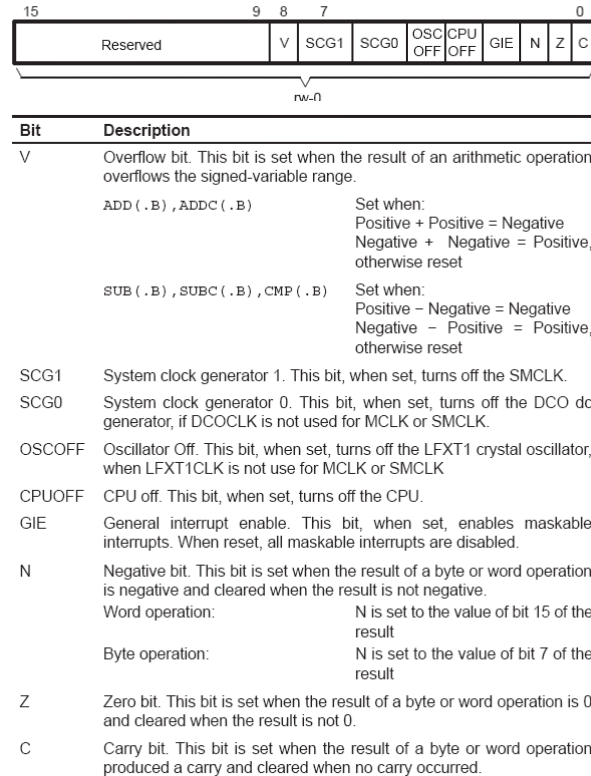 15 9 8 7 0
Reserved V SCG1 SCG0 OSC OFF CPU OFF GIE N Z C
rw-0
Bit Description
V Overflow bit. This bit is set when the result of an arithmetic operation
overflows the signed-variable range.
ADD(.B),ADDC(.B) Set when:
Positive + Positive = Negative
Negative + Negative = Positive,
otherwise reset
SUB(.B),SUBC(.B),CMP(.B) Set when:
Positive − Negative = Negative
Negative − Positive = Positive,
otherwise reset
SCG1 System clock generator 1. This bit, when set, turns off the SMCLK.
SCG0 System clock generator 0. This bit, when set, turns off the DCO dc
generator, if DCOCLK is not used for MCLK or SMCLK.
OSCOFF Oscillator Off. This bit, when set, turns off the LFXT1 crystal oscillator,
when LFXT1CLK is not use for MCLK or SMCLK
CPUOFF CPU off. This bit, when set, turns off the CPU.
GIE General interrupt enable. This bit, when set, enables maskable
interrupts. When reset, all maskable interrupts are disabled.
N Negative bit. This bit is set when the result of a byte or word operation
is negative and cleared when the result is not negative.
Word operation: N is set to the value of bit 15 of the
result
Byte operation: N is set to the value of bit 7 of the
result
Z Zero bit. This bit is set when the result of a byte or word operation is 0
and cleared when the result is not 0.
C Carry bit. This bit is set when the result of a byte or word operation
produced a carry and cleared when no carry occurred.